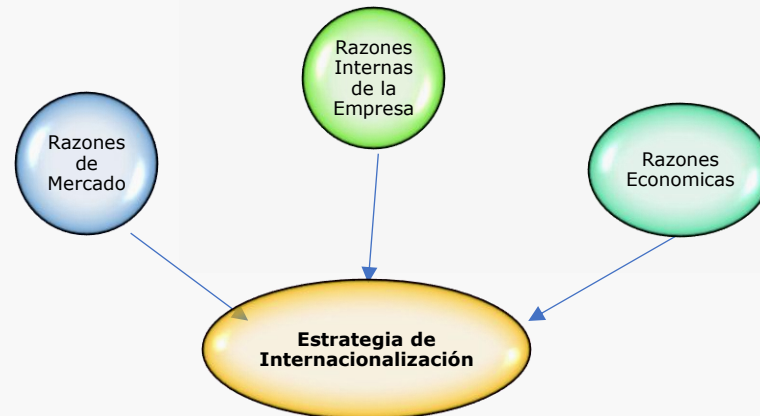 Razones
Internas
de la
Empresa
Razones
de
Mercado
Razones
Economicas
Estrategia de
Internacionalización